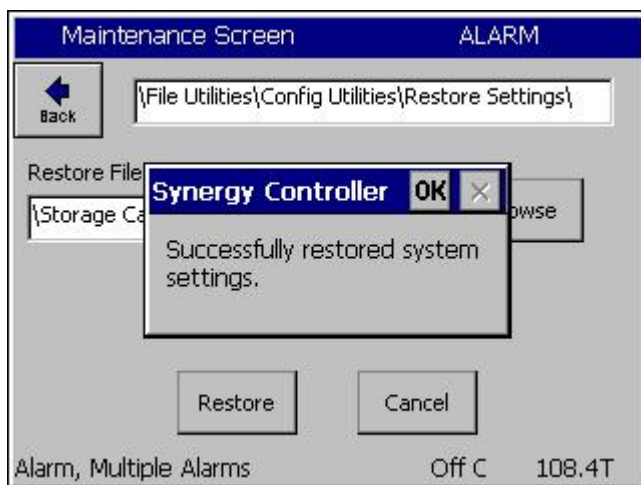 Maintenance Screen ALARM
Back
\File Utilities\Config Utilities\Restore Settings\
Restore File
\Storage Ca
Synergy Controller OK
Successfully restored system
settings.
Restore Cancel
Alarm, Multiple Alarms Off C 108.4T